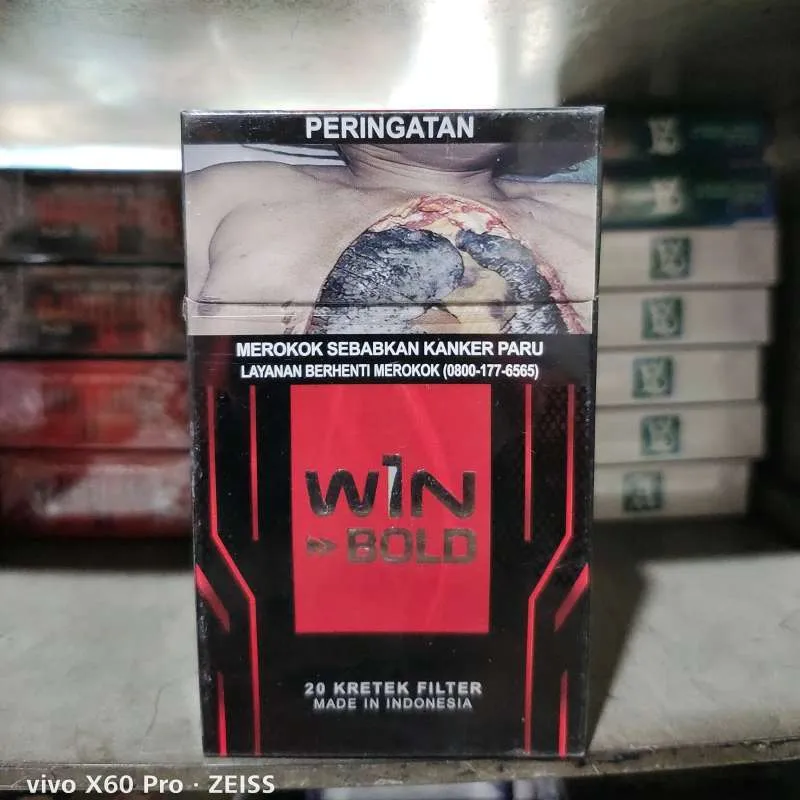 PERINGATAN
MEROKOK SEBABKAN KANKER PARU
LAYANAN BERHENTI MEROKOK (0800-177-6565)
WIN
BOLD
20 KRETEK FILTER
MADE IN INDONESIA
vivo X60 Pro · ZEISS